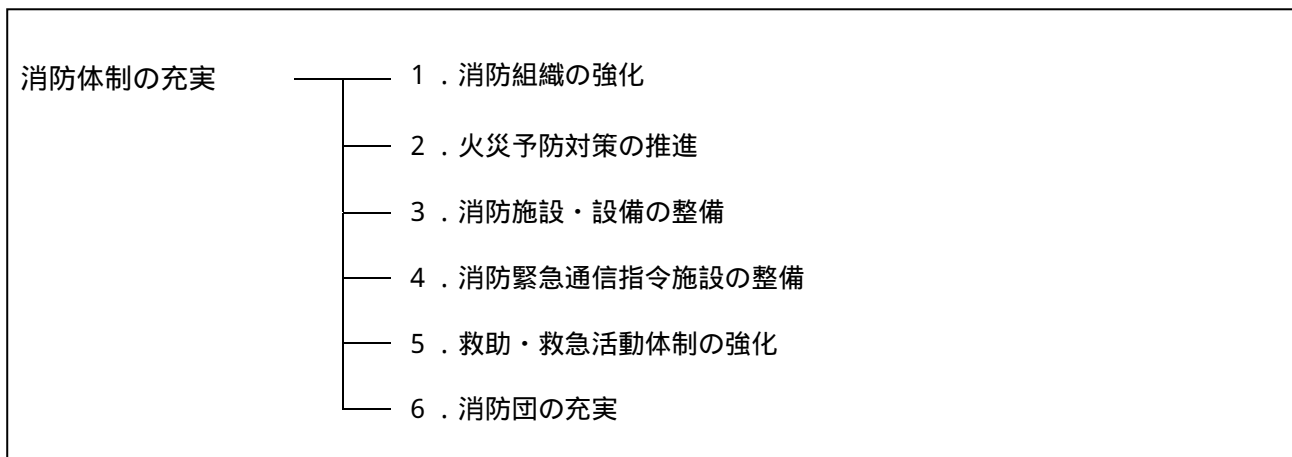 消防体制の充実
1．消防組織の強化
2．火災予防対策の推進
3．消防施設・設備の整備
4．消防緊急通信指令施設の整備
5．救助・救急活動体制の強化
6．消防団の充実